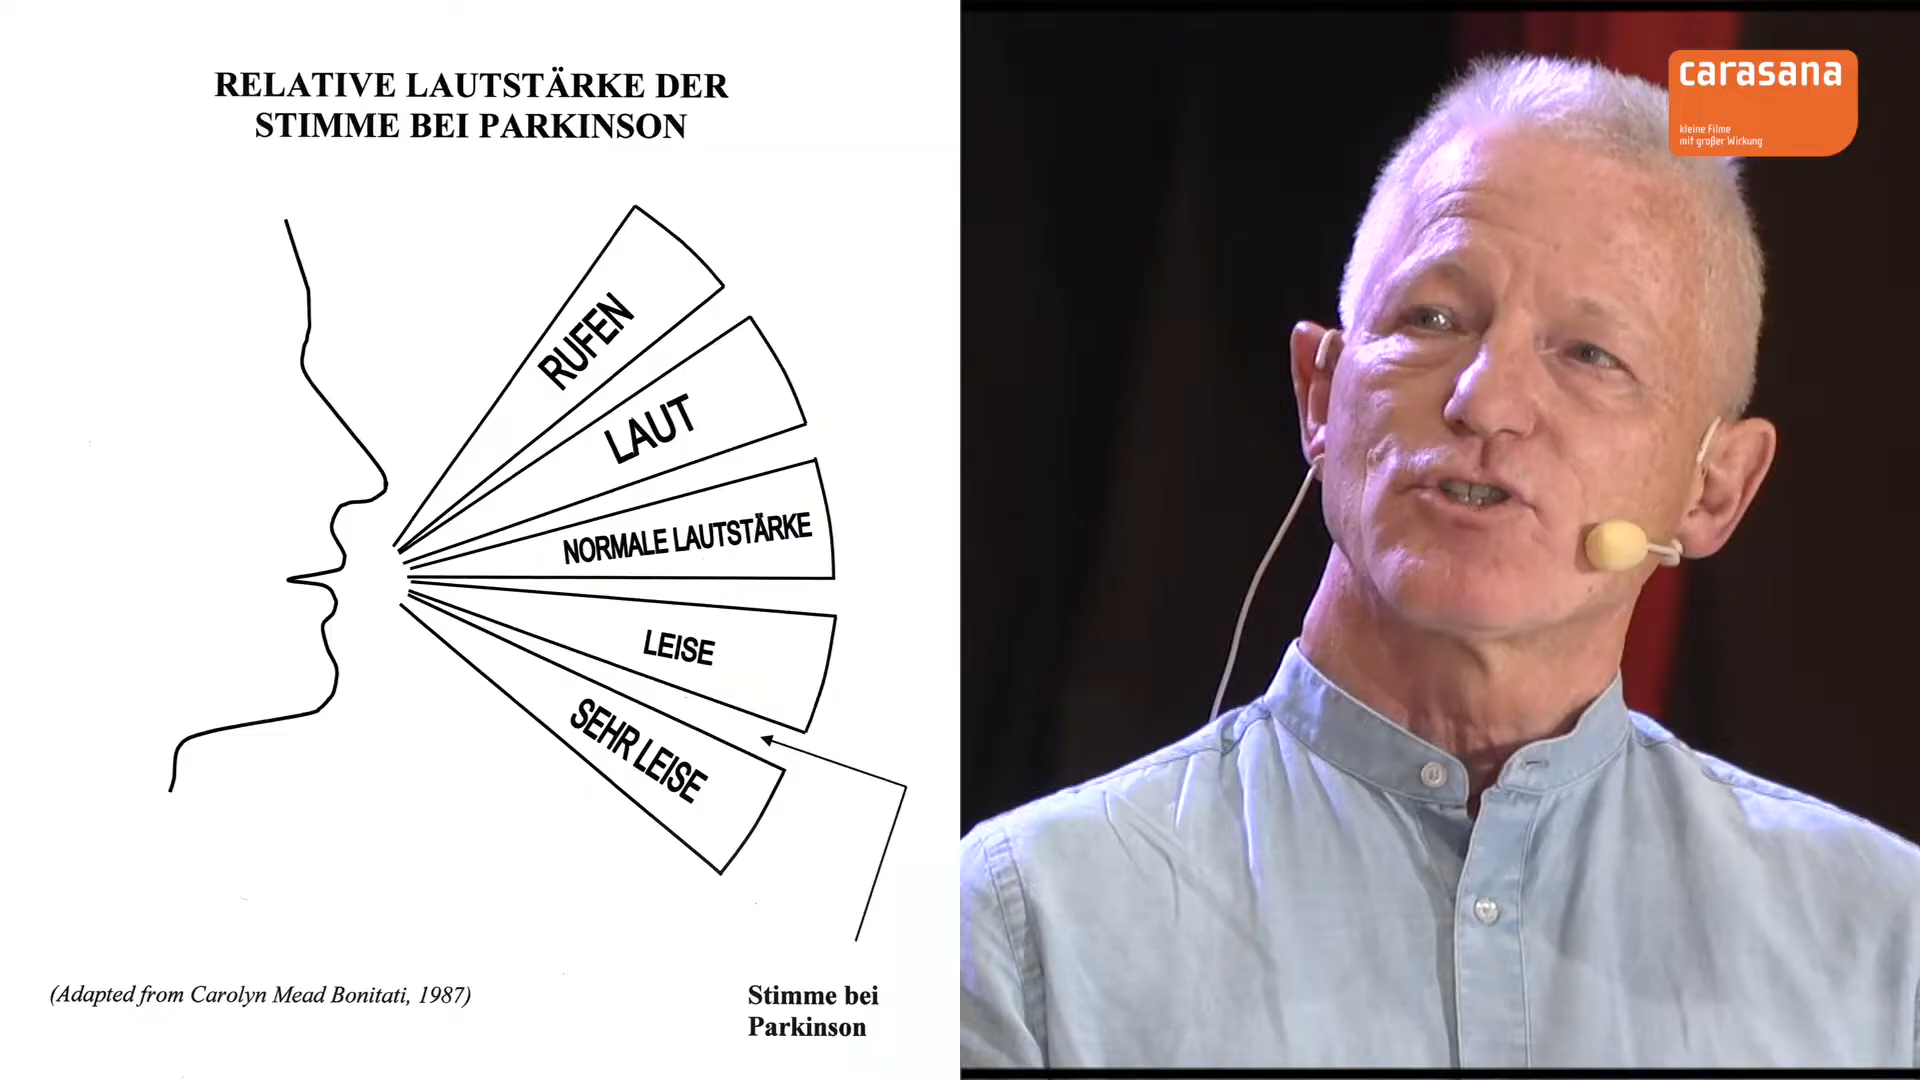 RELATIVE LAUTSTÄRKE DER
STIMME BEI PARKINSON
RUFEN
LAUT
NORMALE LAUTSTÄRKE
LEISE
SEHR LEISE
(Adapted from Carolyn Mead Bonitati, 1987)
Stimme bei
Parkinson
carasana
kleine Filme
mit großer Wirkung